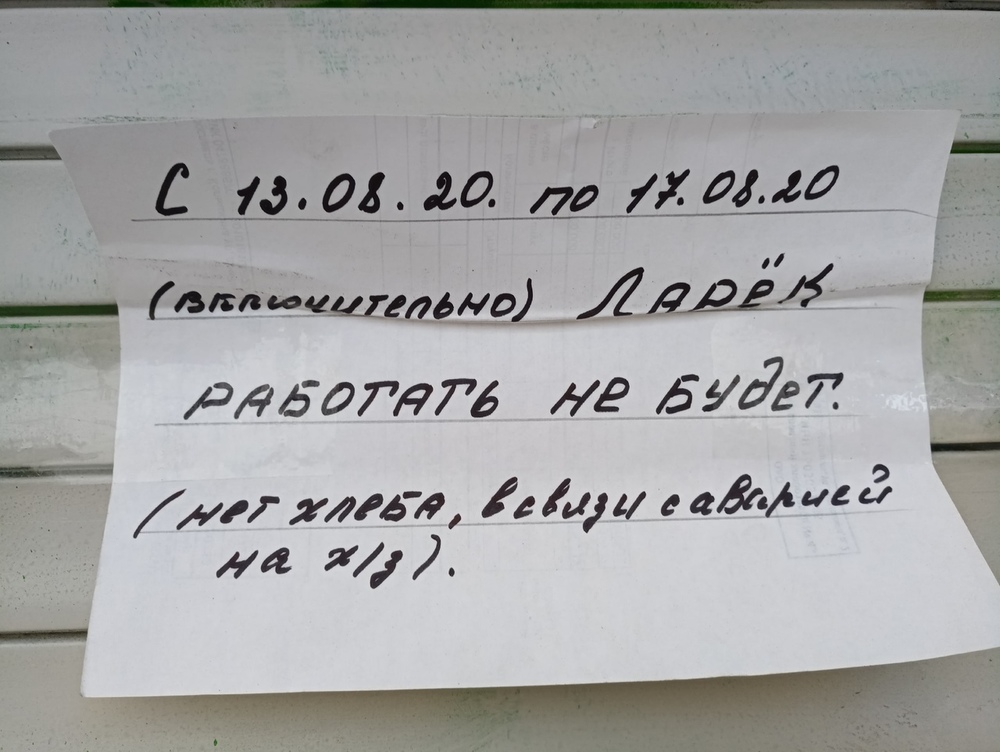 С 13.08.20. по 17.08.20
(включительно) Ларёк
РАБОТАТЬ НЕ БУДЕТ.
(нет хлеба, в связи с аварией
на х/з).